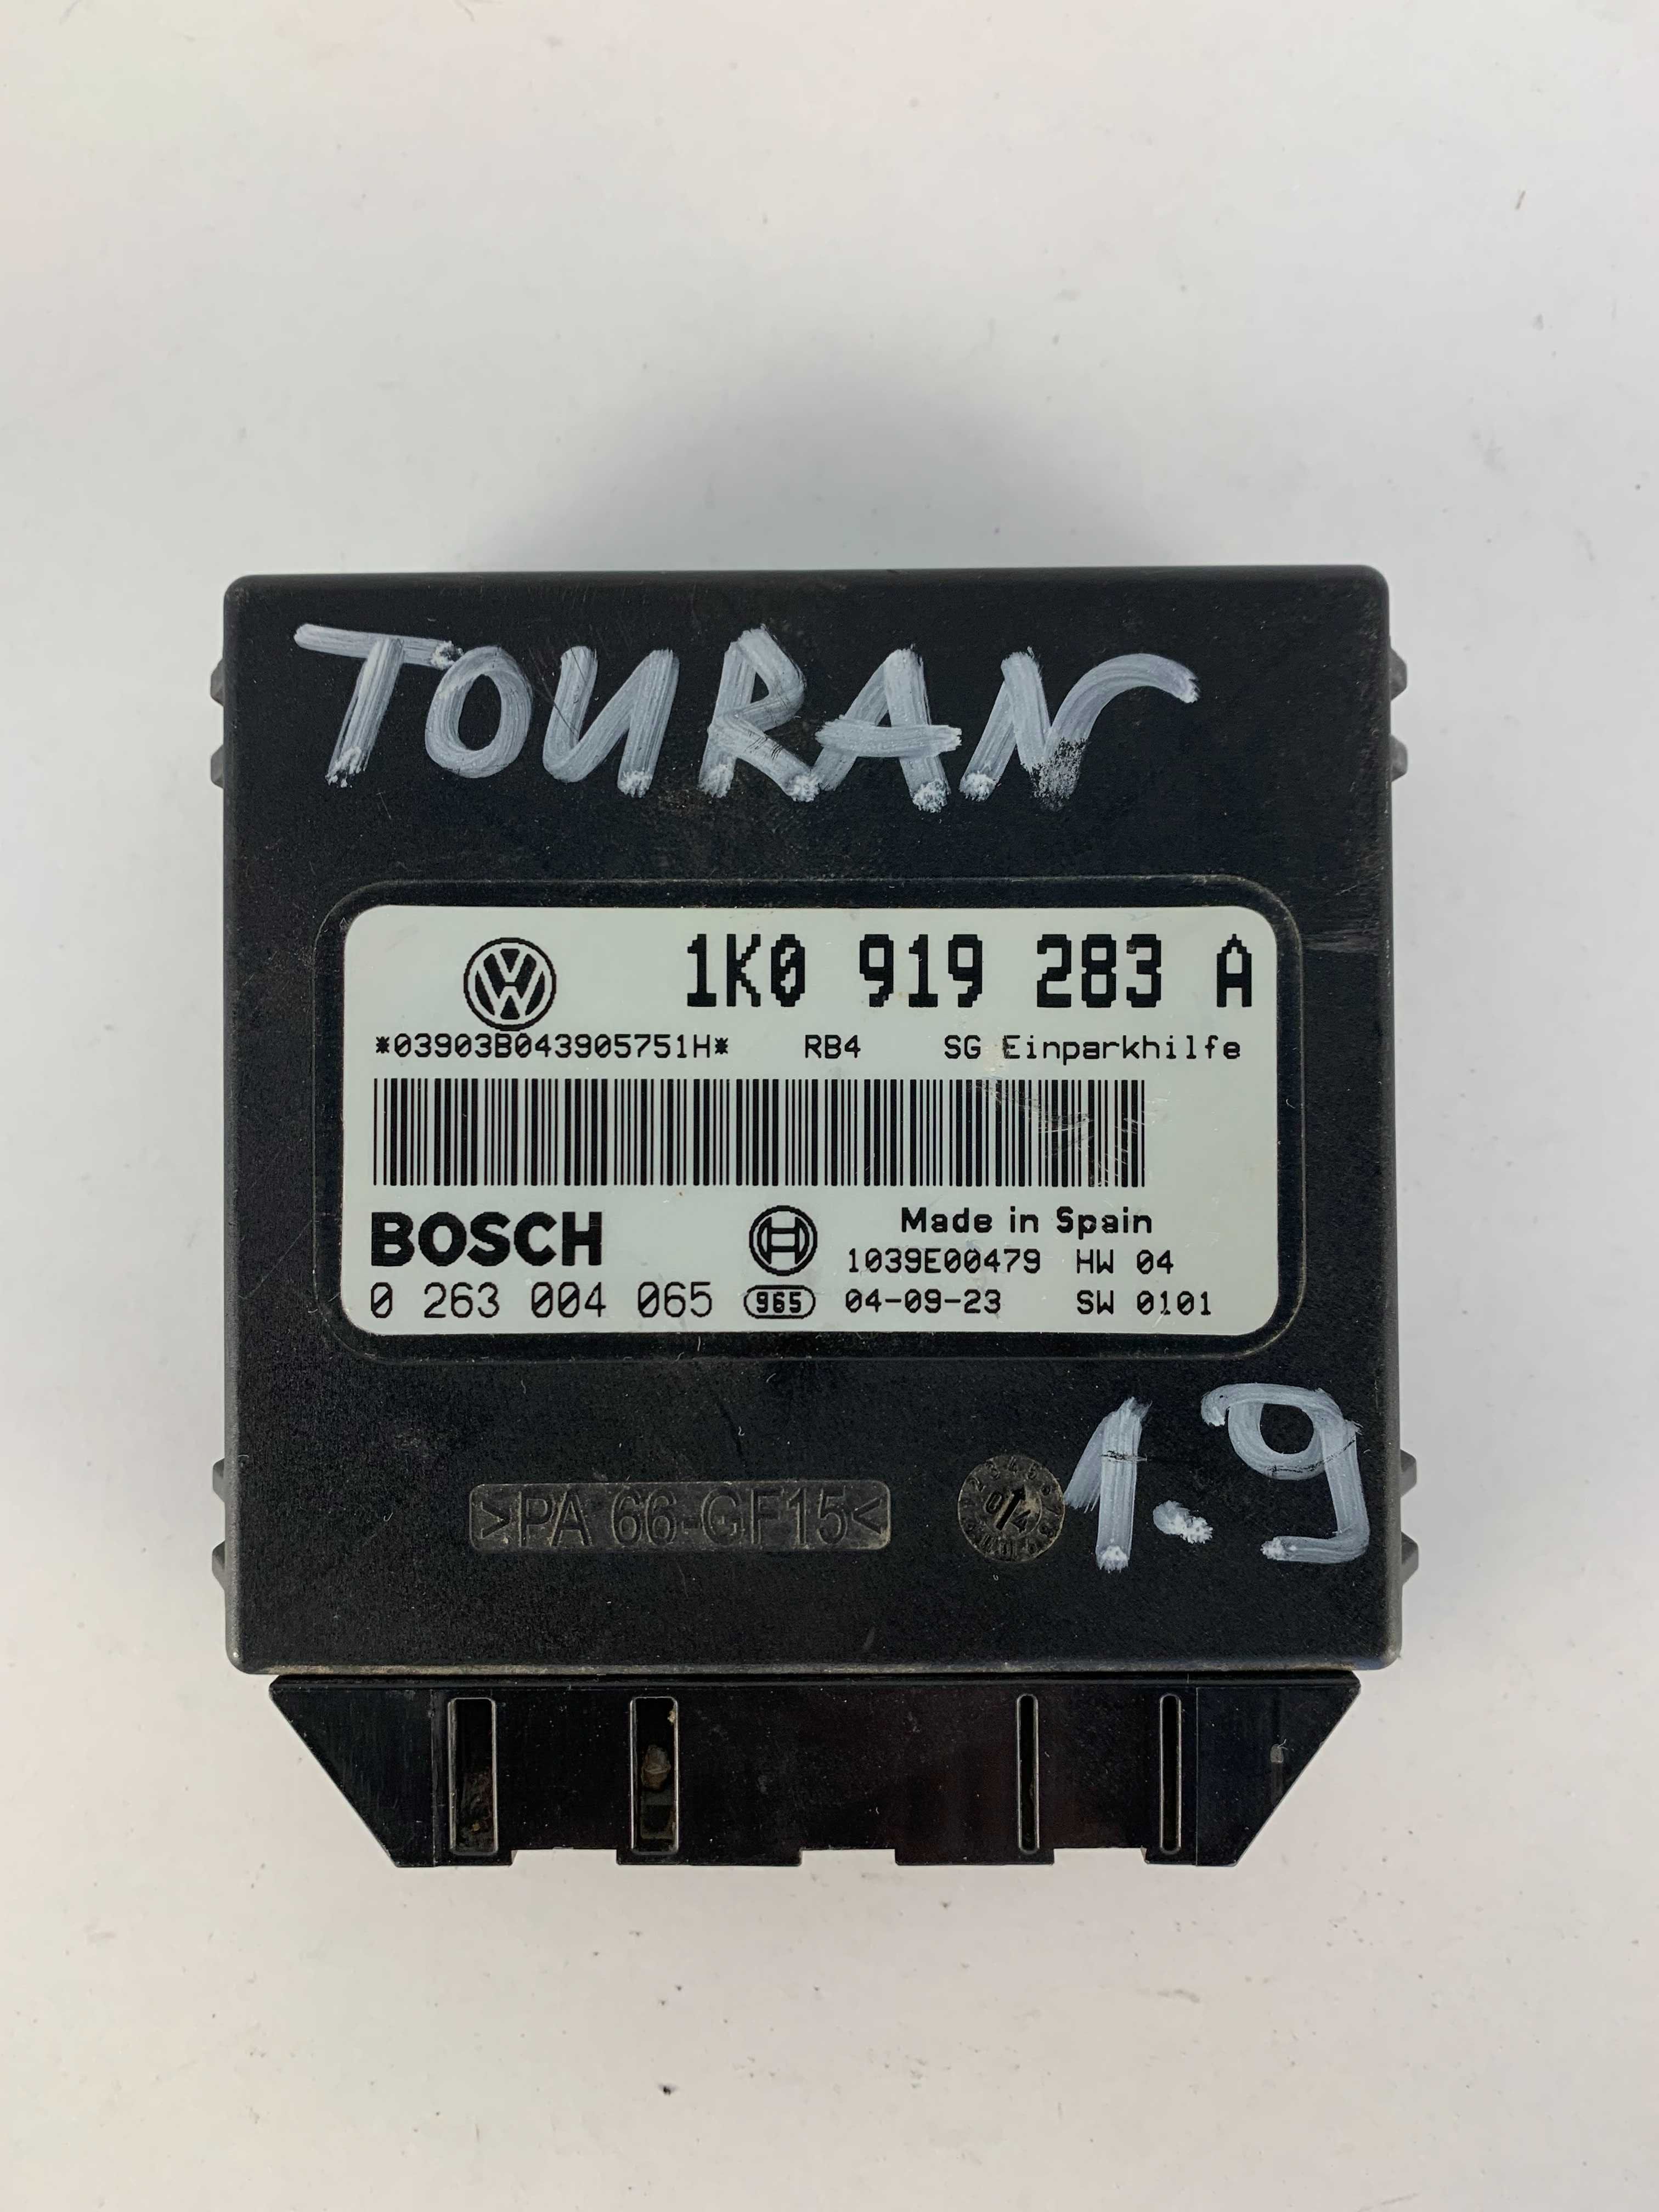 TOURAN
1K0 919 283 A
*03903B043905751H* RB4 SG Einparkhilfe
BOSCH
Made in Spain
1039E00479 HW 04
0 263 004 065 965 04-09-23 SW 0101
1.9
>PA 66-GF15<